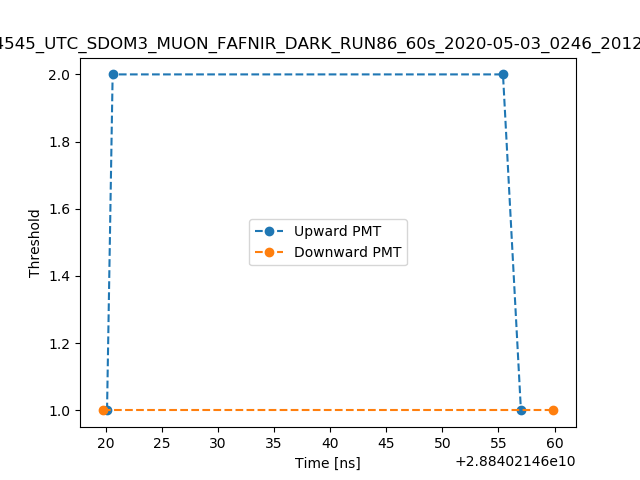 4545_UTC_SDOM3_MUON_FAFNIR_DARK_RUN86_60s_2020-05-03_0246_2012
2.0
1.8
1.6
1.4
1.2
1.0
Threshold
Upward PMT
Downward PMT
20 25 30 35 40 45 50 55 60
Time [ns]
+2.88402146e10